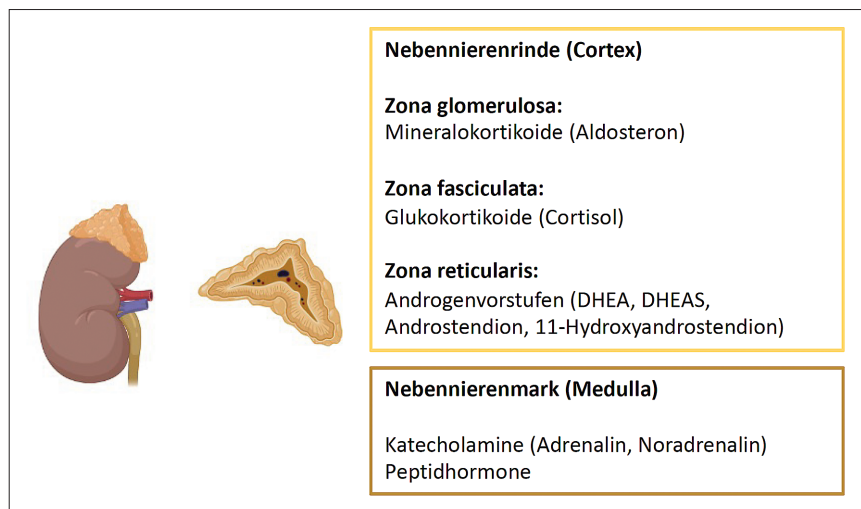 Nebennierenrinde (Cortex)
Zona glomerulosa:
Mineralokortikoide (Aldosteron)
Zona fasciculata:
Glukokortikoide (Cortisol)
Zona reticularis:
Androgenvorstufen (DHEA, DHEAS,
Androstendion, 11-Hydroxyandrostendion)
Nebennierenmark (Medulla)
Katecholamine (Adrenalin, Noradrenalin)
Peptidhormone